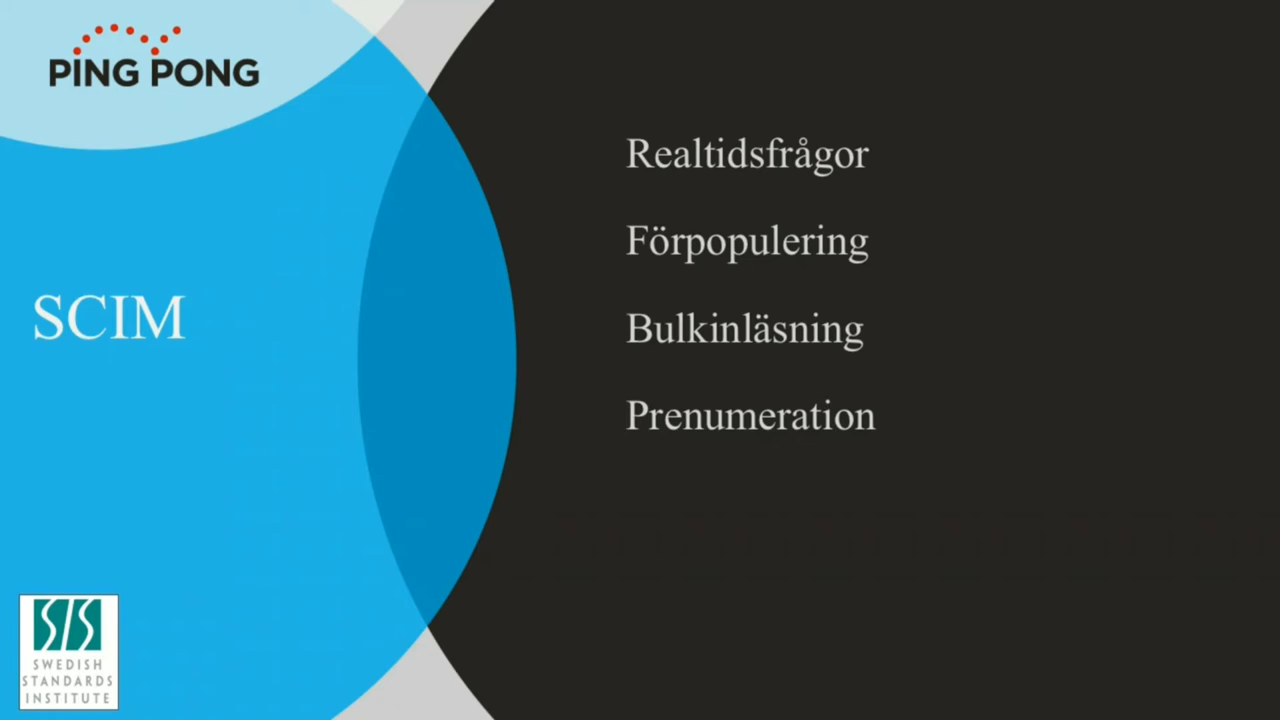 PING PONG
SCIM
Realtidsfrågor
Förpopulering
Bulkinläsning
Prenumeration
SIS
SWEDISH
STANDARDS
INSTITUTE